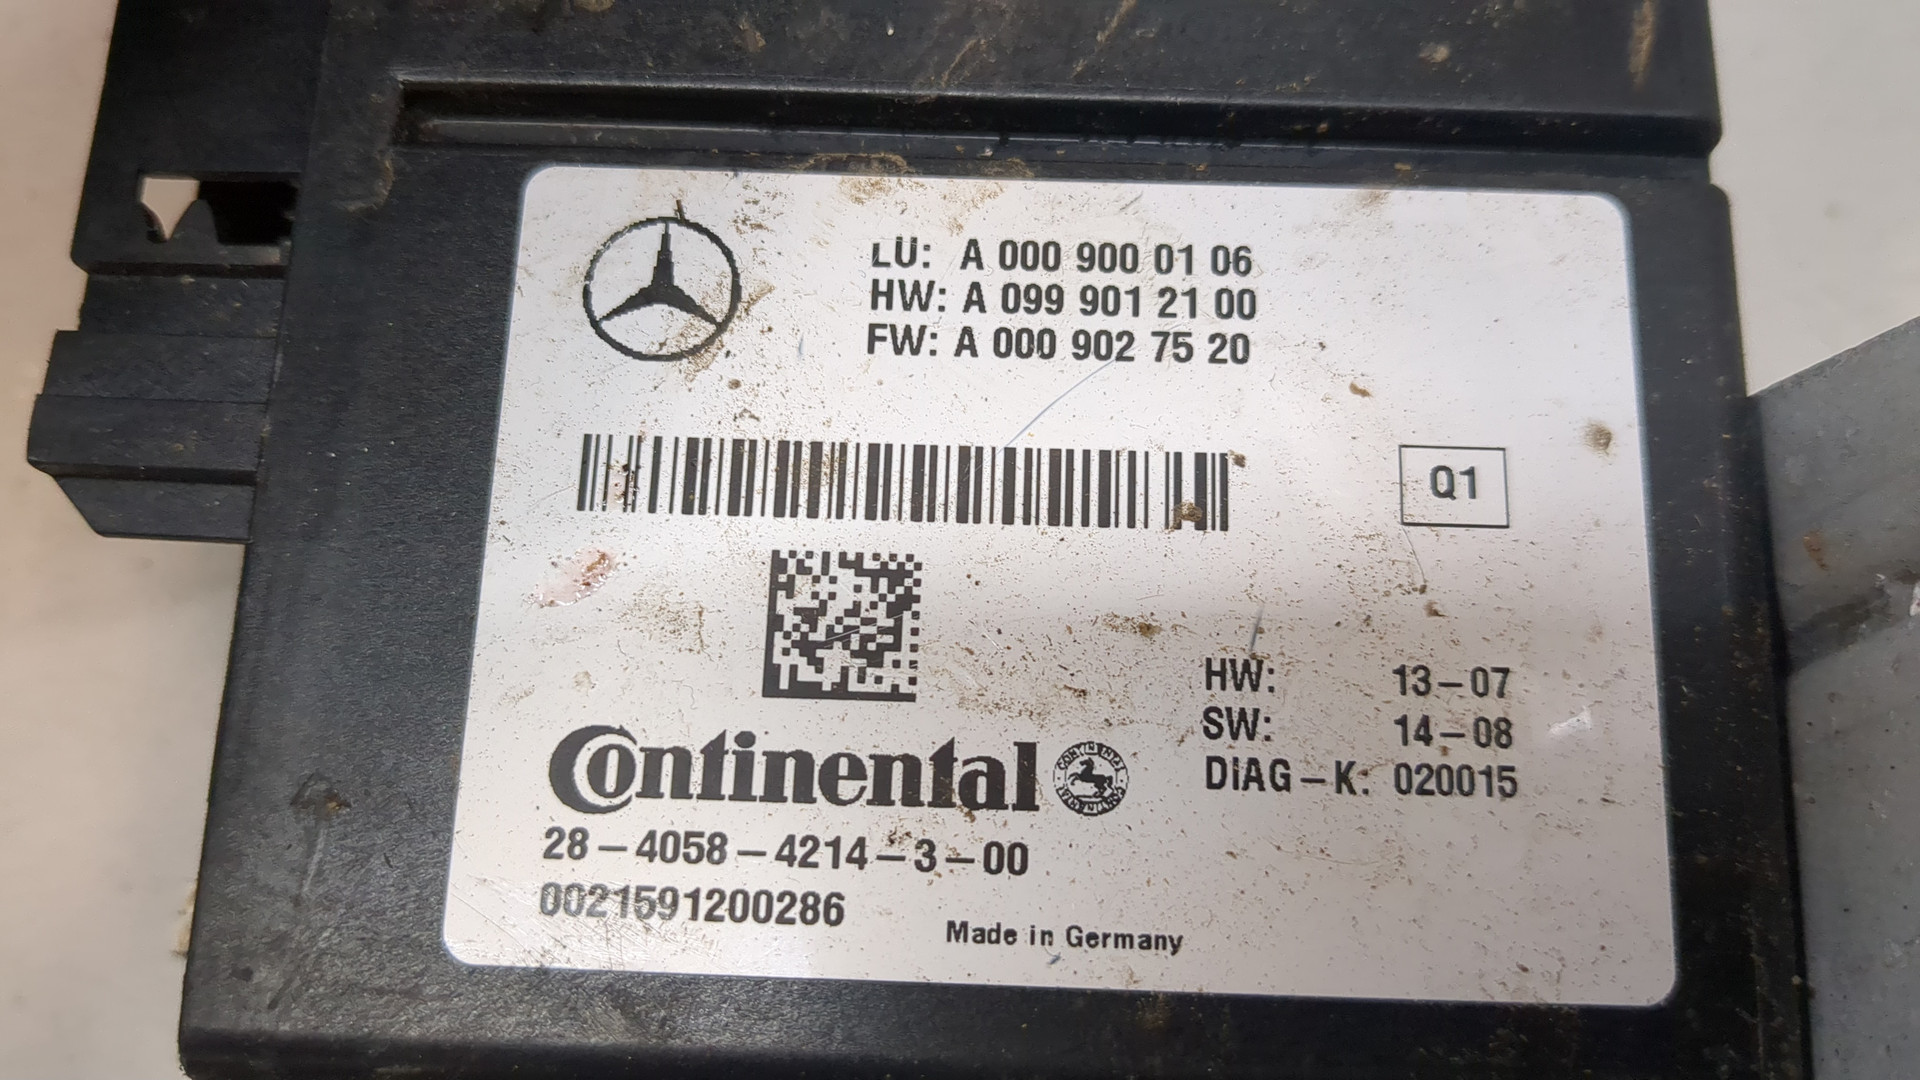 LU: A 000 900 01 06
HW: A 099 901 21 00
FW: A 000 902 75 20
Q1
HW: 13-07
SW: 14-08
DIAG-K: 020015
Continental
28-4058-4214-3-00
0021591200286
Made in Germany